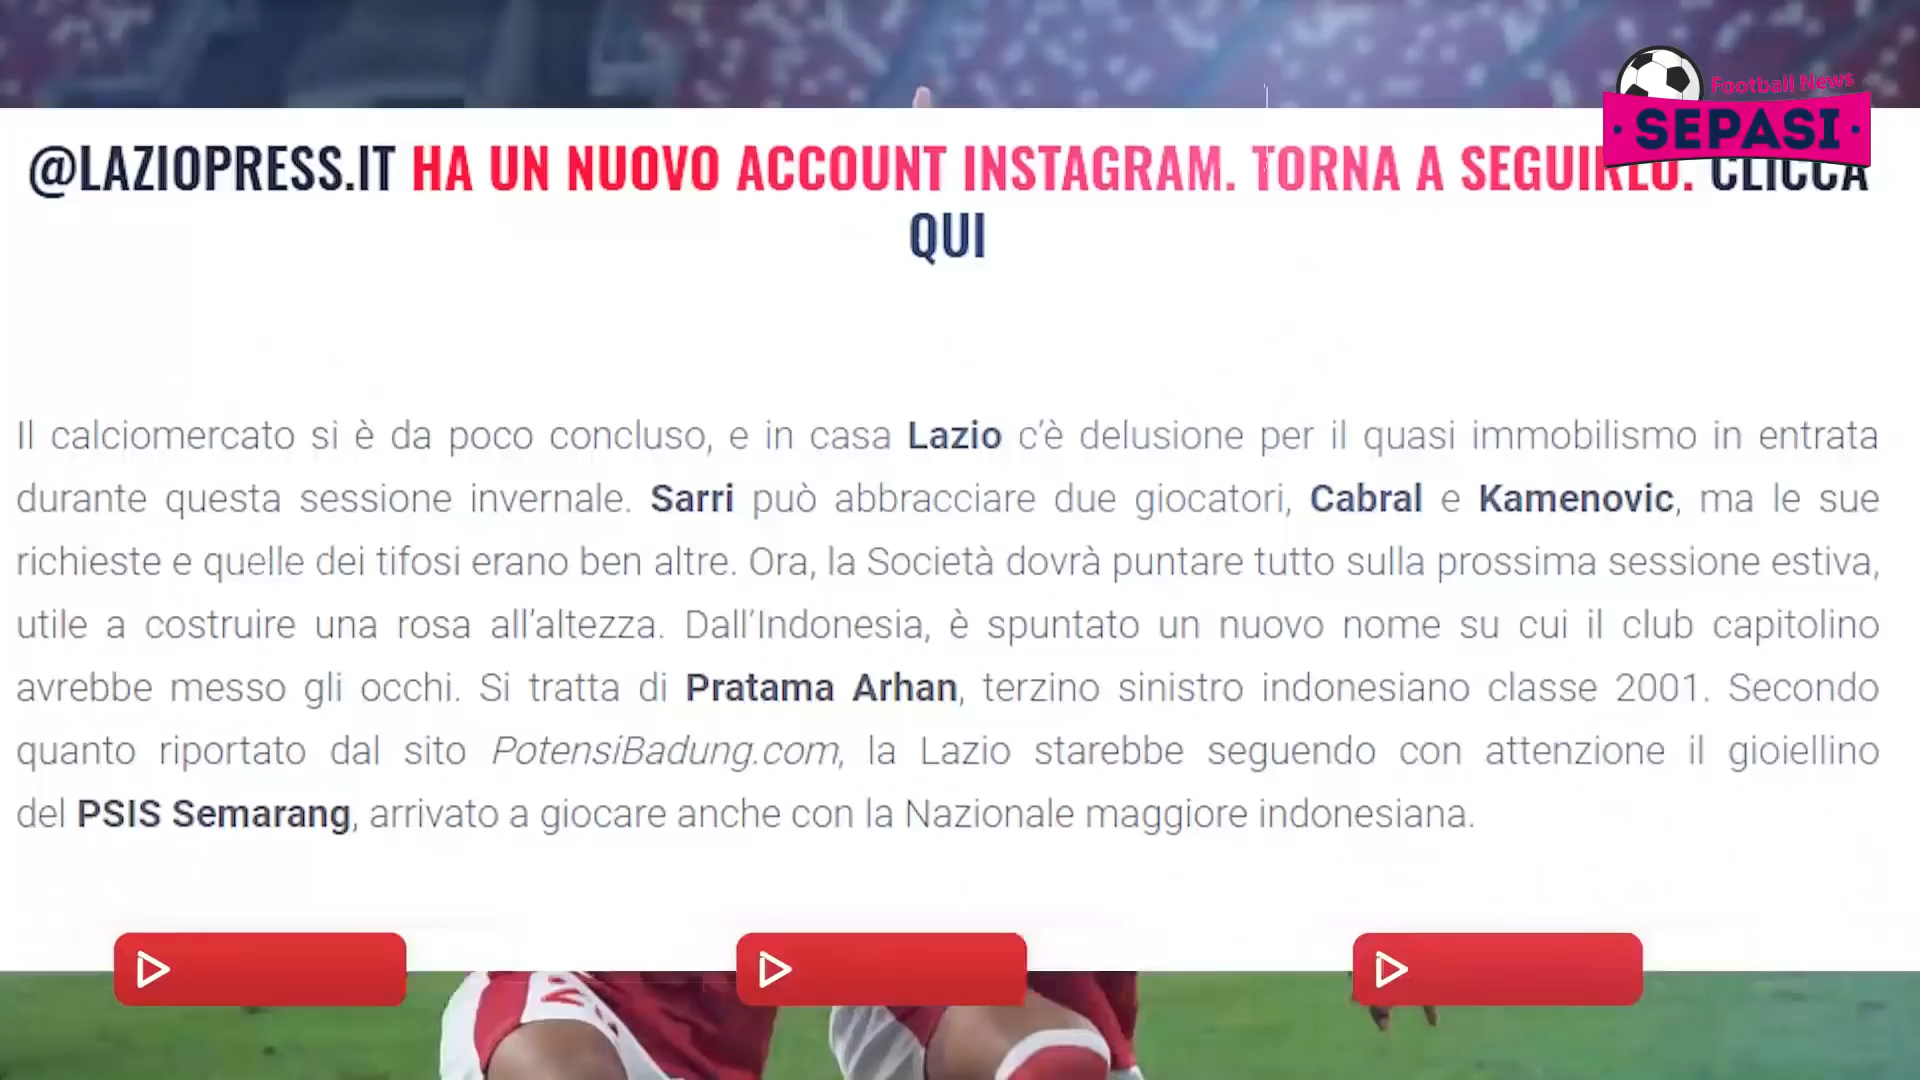 Football News
SEPASI
@LAZIOPRESS.IT HA UN NUOVO ACCOUNT INSTAGRAM. TORNA A SEGUIRLO. CLICCA
QUI
Il calciomercato si è da poco concluso, e in casa Lazio c'è delusione per il quasi immobilismo in entrata
durante questa sessione invernale. Sarri può abbracciare due giocatori, Cabral e Kamenovic, ma le sue
richieste e quelle dei tifosi erano ben altre. Ora, la Società dovrà puntare tutto sulla prossima sessione estiva,
utile a costruire una rosa all'altezza. Dall'Indonesia, è spuntato un nuovo nome su cui il club capitolino
avrebbe messo gli occhi. Si tratta di Pratama Arhan, terzino sinistro indonesiano classe 2001. Secondo
quanto riportato dal sito PotensiBadung.com, la Lazio starebbe seguendo con attenzione il gioiellino
del PSIS Semarang, arrivato a giocare anche con la Nazionale maggiore indonesiana.